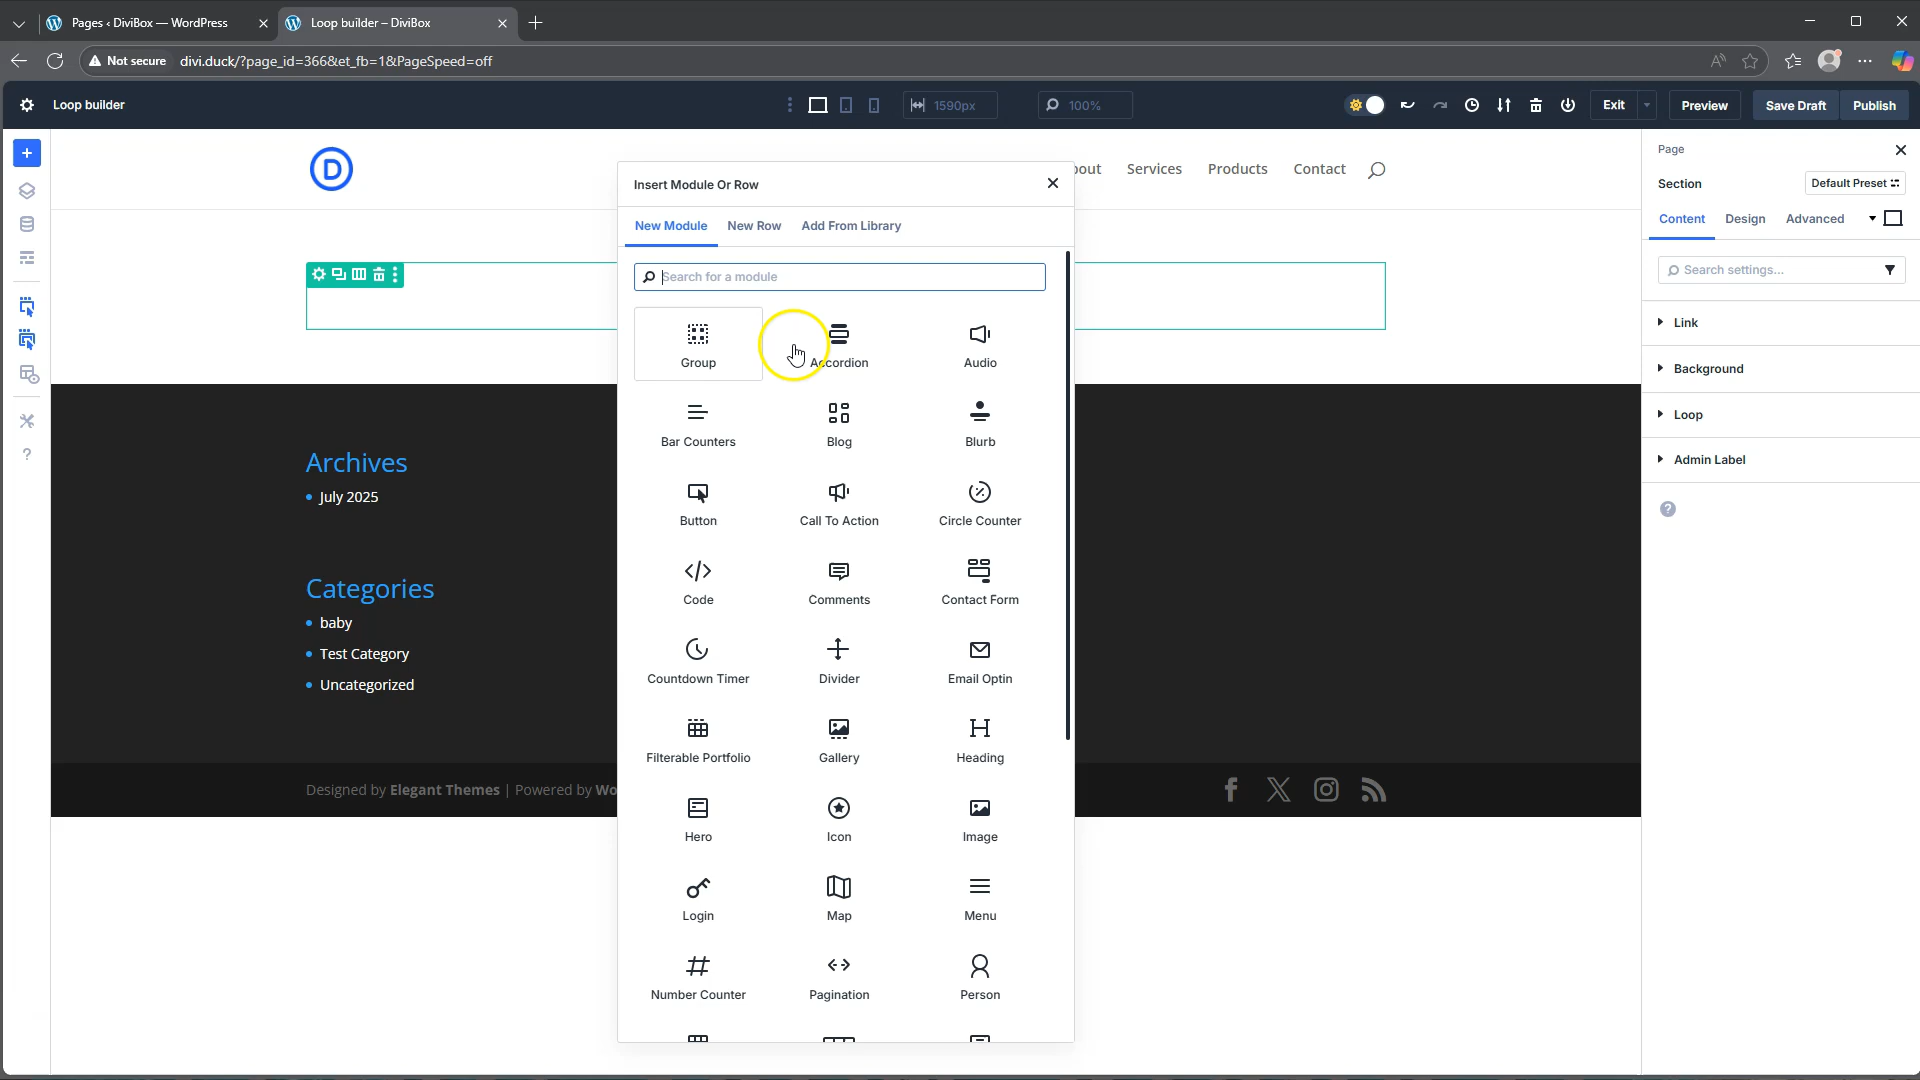 Pages ‹ DiviBox — WordPress
Loop builder – DiviBox
Not secure
divi.duck/?page_id=366&et_fb=1&PageSpeed=off
Loop builder
1590px
100%
Exit
Preview
Save Draft
Publish
D
bout
Services
Products
Contact
Insert Module Or Row
New Module
New Row
Add From Library
Search for a module
Group
Accordion
Audio
Bar Counters
Blog
Blurb
Button
Call To Action
Circle Counter
Code
Comments
Contact Form
Countdown Timer
Divider
Email Optin
Filterable Portfolio
Gallery
Heading
Hero
Icon
Image
Login
Map
Menu
Number Counter
Pagination
Person
Archives
July 2025
Categories
baby
Test Category
Uncategorized
Designed by Elegant Themes | Powered by Wo
Page
Section
Default Preset
Content
Design
Advanced
Search settings...
Link
Background
Loop
Admin Label